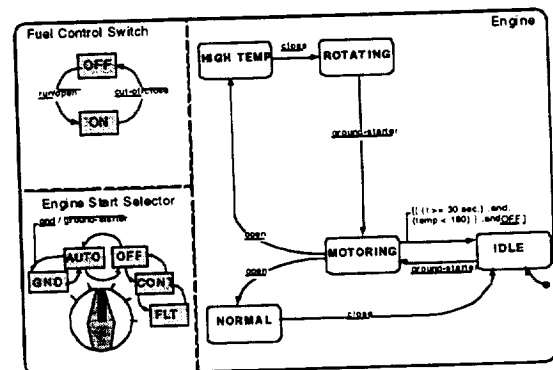 Fuel Control Switch
OFF
run/open
cut-off/close
ON
Engine Start Selector
gnd / ground-starter
AUTO
OFF
GND
CONT
FLT
Engine
HIGH TEMP
close
ROTATING
ground-starter
[( (t >= 30 sec.) .and.
(temp < 180) ) .and.OFF ]
open
MOTORING
IDLE
ground-starter
open
NORMAL
close